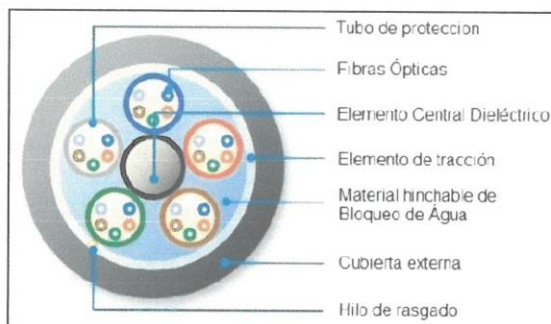 Tubo de proteccion
Fibras Ópticas
Elemento Central Dieléctrico
Elemento de tracción
Material hinchable de
Bloqueo de Água
Cubierta externa
Hilo de rasgado